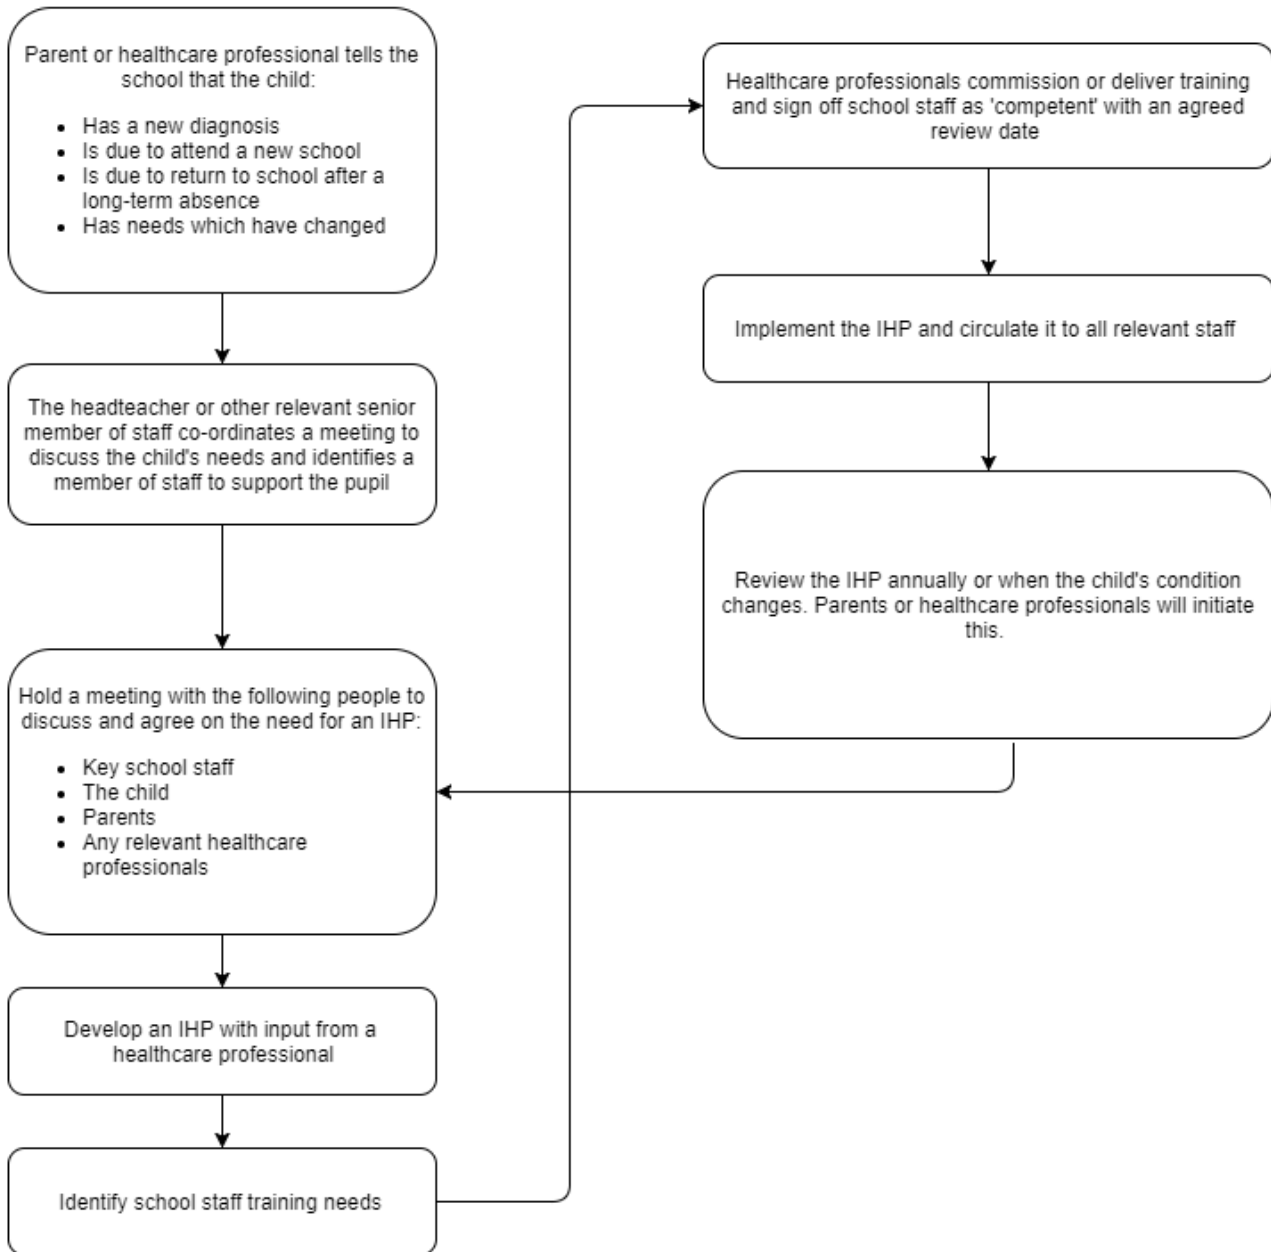 Parent or healthcare professional tells the
school that the child:
• Has a new diagnosis
• Is due to attend a new school
• Is due to return to school after a
long-term absence
• Has needs which have changed
The headteacher or other relevant senior
member of staff co-ordinates a meeting to
discuss the child's needs and identifies a
member of staff to support the pupil
Hold a meeting with the following people to
discuss and agree on the need for an IHP:
• Key school staff
• The child
• Parents
• Any relevant healthcare
professionals
Develop an IHP with input from a
healthcare professional
Identify school staff training needs
Healthcare professionals commission or deliver training
and sign off school staff as 'competent' with an agreed
review date
Implement the IHP and circulate it to all relevant staff
Review the IHP annually or when the child's condition
changes. Parents or healthcare professionals will initiate
this.